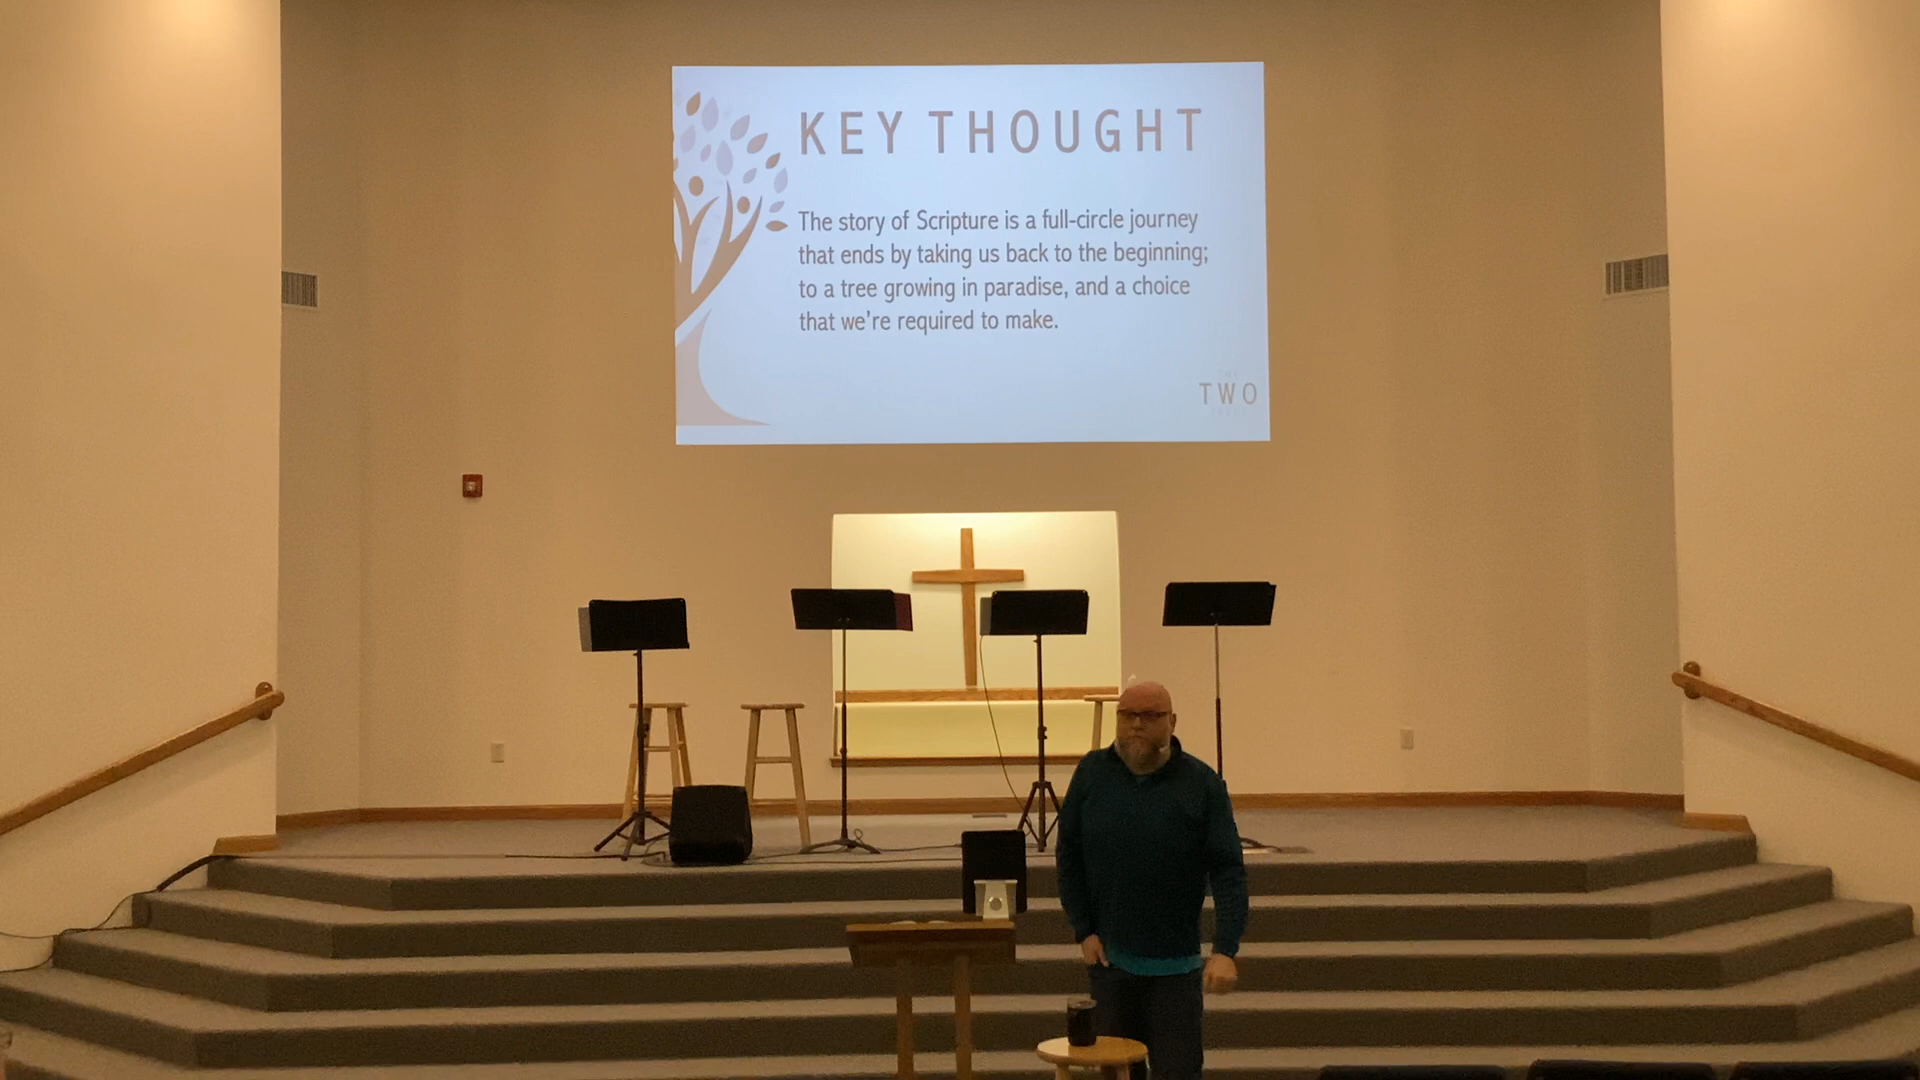 KEY THOUGHT
The story of Scripture is a full-circle journey
that ends by taking us back to the beginning;
to a tree growing in paradise, and a choice
that we're required to make.
TWO